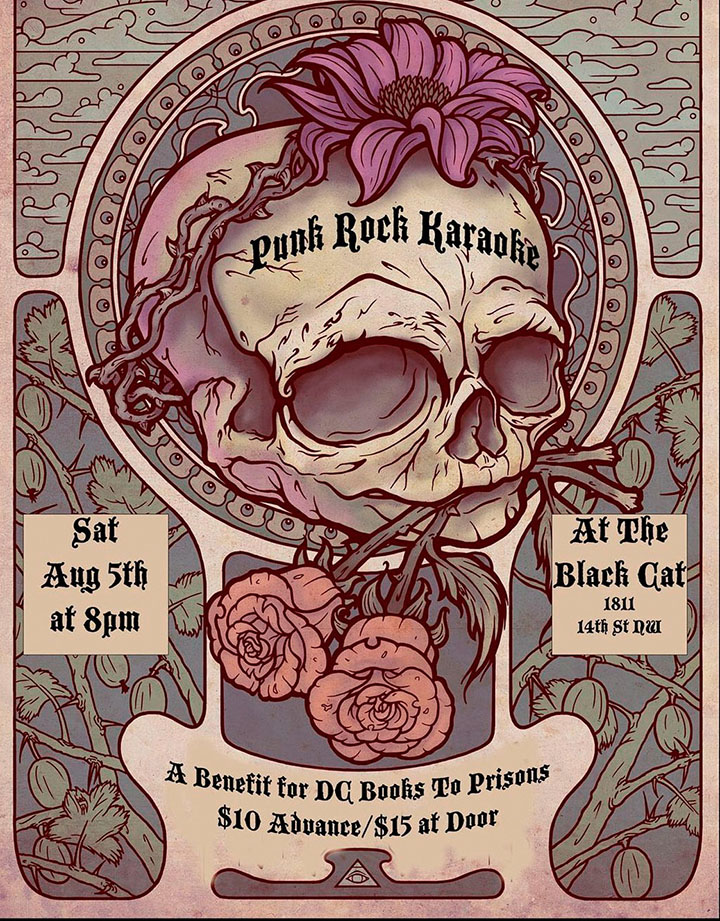 Punk Rock Karaoke
Sat
Aug 5th
at 8pm
At The
Black Cat
1811
14th St NW
A Benefit for DC Books To Prisons
$10 Advance/$15 at Door